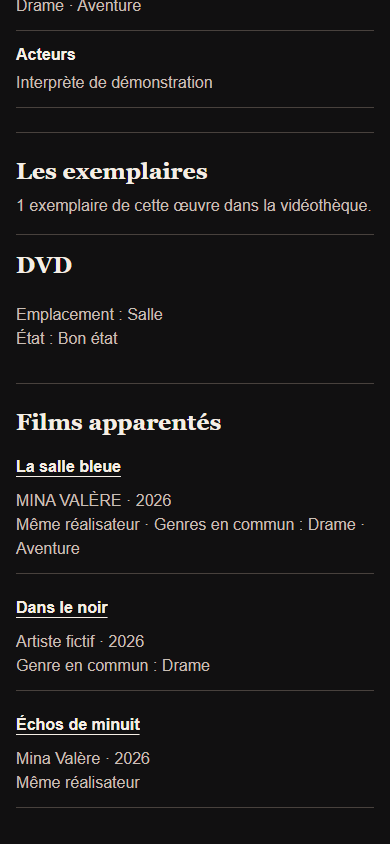 Drame · Aventure
Acteurs
Interprète de démonstration
Les exemplaires
1 exemplaire de cette œuvre dans la vidéothèque.
DVD
Emplacement : Salle
État : Bon état
Films apparentés
La salle bleue
MINA VALÈRE · 2026
Même réalisateur · Genres en commun : Drame ·
Aventure
Dans le noir
Artiste fictif · 2026
Genre en commun : Drame
Échos de minuit
Mina Valère · 2026
Même réalisateur